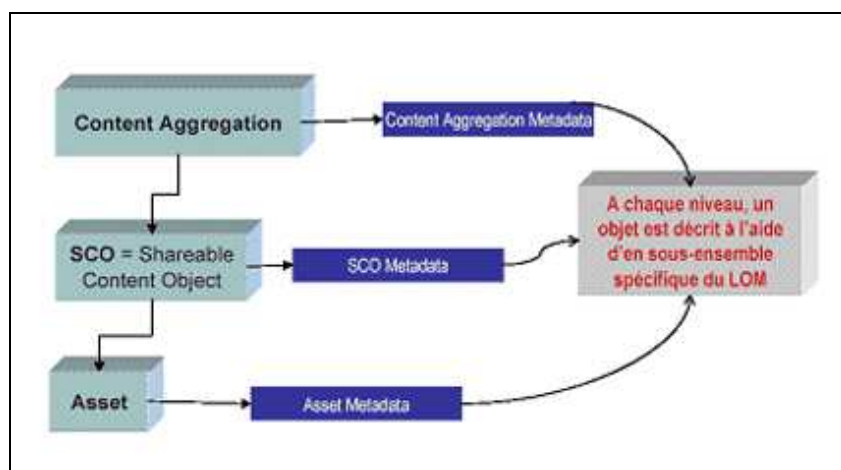 Content Aggregation
Content Aggregation Metadata
A chaque niveau, un
objet est décrit à l'aide
d'en sous-ensemble
spécifique du LOM
SCO = Shareable
Content Object
SCO Metadata
Asset
Asset Metadata